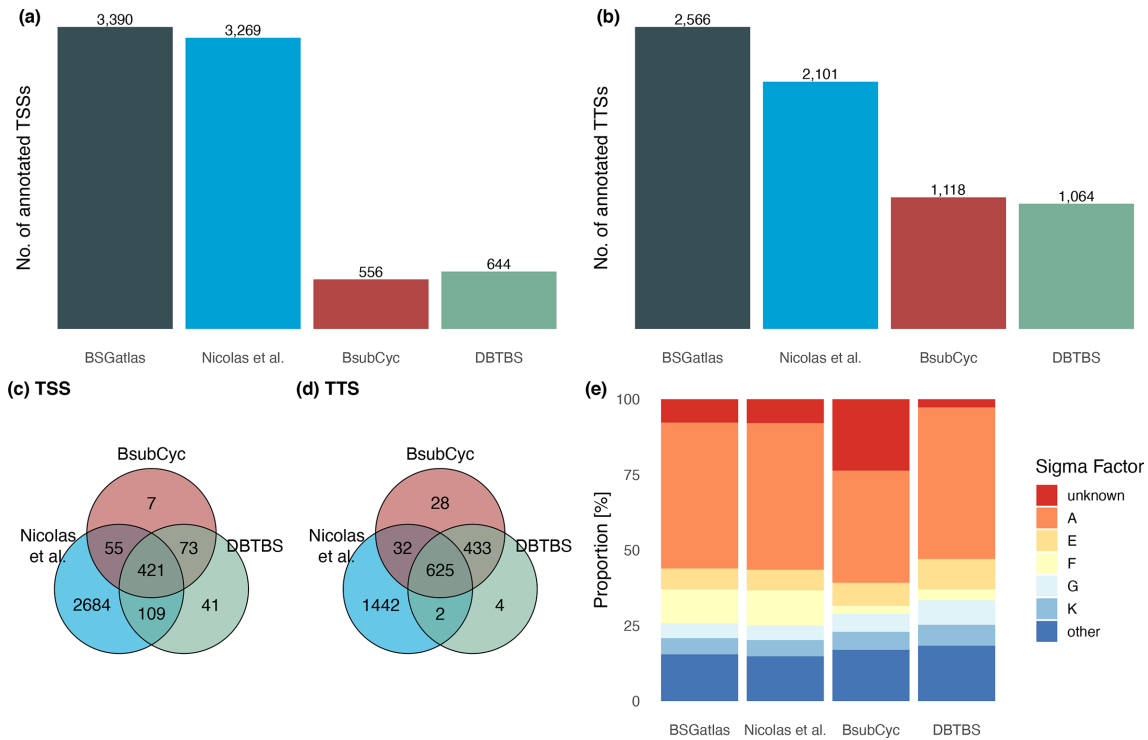 (a)
No. of annotated TSSs
3,390
3,269
556
644
BSGatlas
Nicolas et al.
BsubCyc
DBTBS
(b)
No. of annotated TTSs
2,566
2,101
1,118
1,064
BSGatlas
Nicolas et al.
BsubCyc
DBTBS
(c) TSS
BsubCyc
7
Nicolas
et al.
55
73
DBTBS
421
2684
109
41
(d) TTS
BsubCyc
28
Nicolas
et al.
32
433
DBTBS
625
1442
2
4
(e)
Proportion [%]
100
75
50
25
0
BSGatlas
Nicolas et al.
BsubCyc
DBTBS
Sigma Factor
unknown
A
E
F
G
K
other